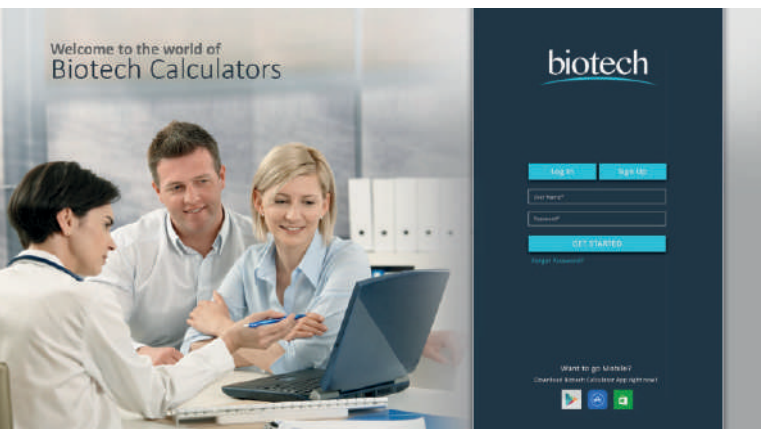 Welcome to the world of
Biotech Calculators
biotech
Log In
Sign Up
User Name*
Password*
GET STARTED
Forgot Password?
Want to go Mobile?
Download Biotech Calculator App right now!